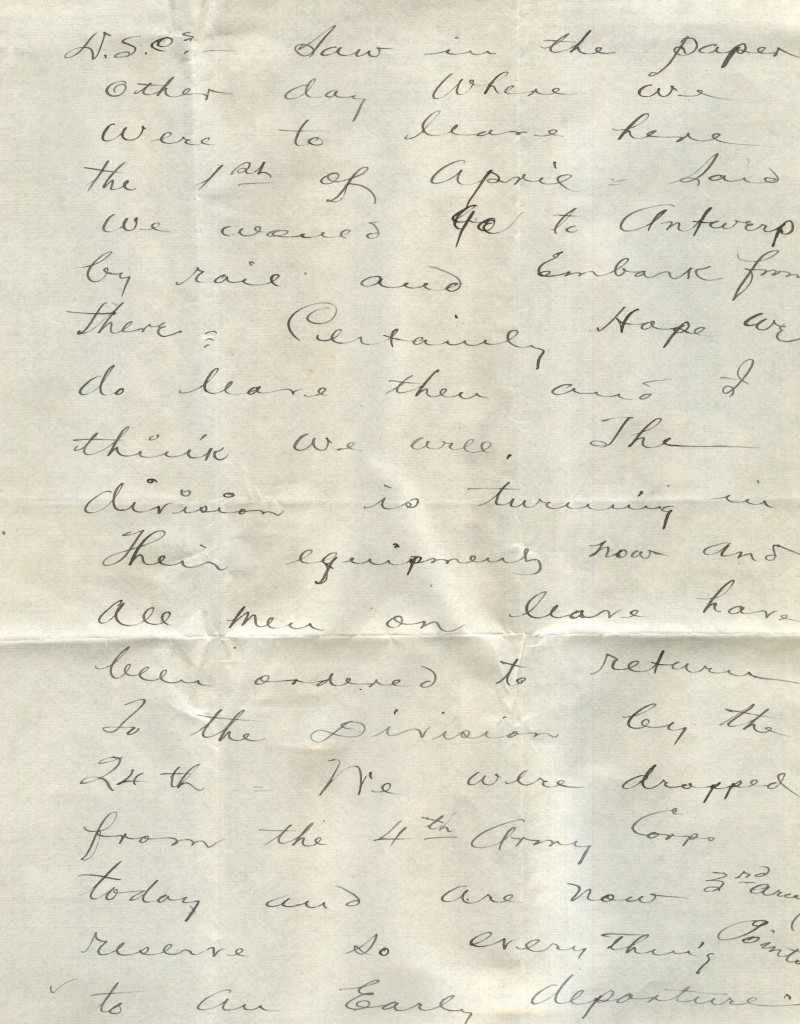 D.S.C's. - Saw in the paper
other day where we
were to leave here
the 1st of April = Said
we would go to Antwerp
by rail and Embark from
there = Certainly Hope we
do leave then and I
think we will. The
division is turning in
Their equipment now and
All men on leave have
been ordered to return
To the Division by the
24th = We were dropped
from the 4th Army Corps
today and are now 3rd army
reserve so everything Points
to an Early departure.